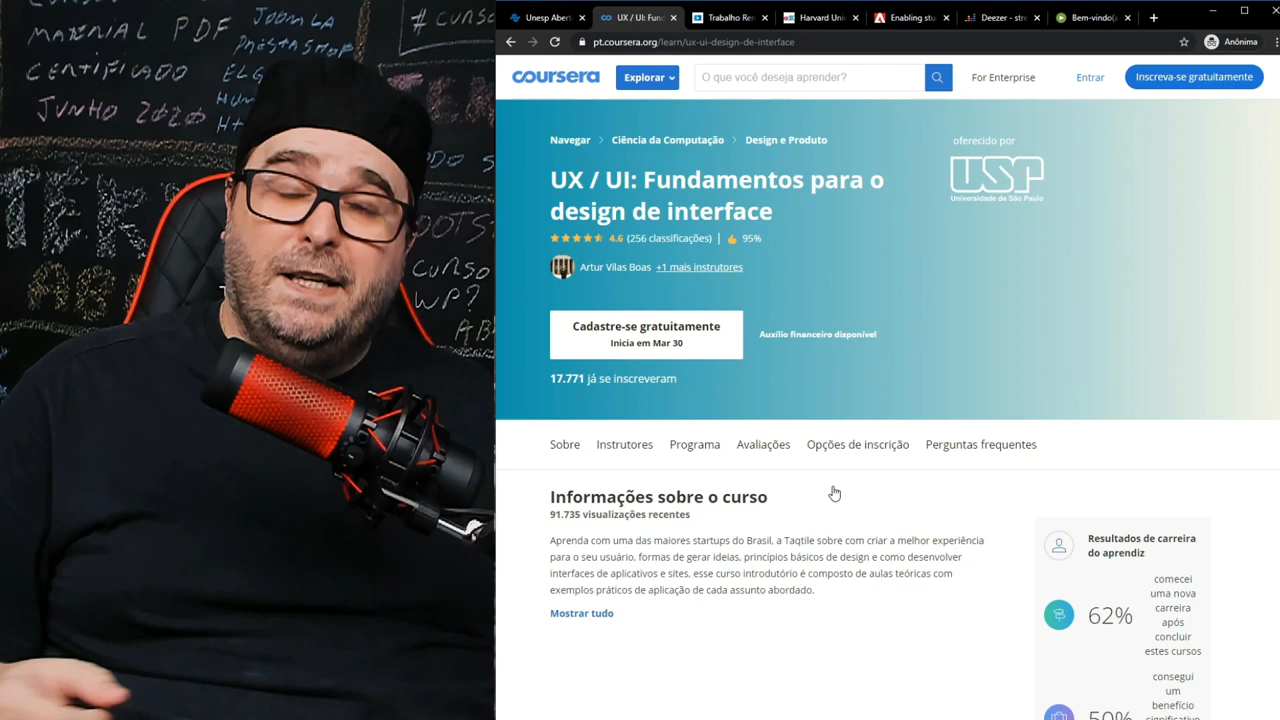 MATERIAL PDF
CERTIFICADO
JUNHO 2020
JOOMLA
PRESTASHOP
# CURSO
CURSO
WP?
Unesp Abert
UX / UI: Fund
Trabalho Ren
Harvard Univ
Enabling stu
Deezer - stre
Bem-vindo(a
pt.coursera.org/learn/ux-ui-design-de-interface
Anônima
coursera
Explorar
O que você deseja aprender?
For Enterprise
Entrar
Inscreva-se gratuitamente
Navegar > Ciência da Computação > Design e Produto
oferecido por
UX / UI: Fundamentos para o
design de interface
USP
Universidade de São Paulo
4.6 (256 classificações) | 95%
Artur Vilas Boas +1 mais instrutores
Cadastre-se gratuitamente
Inicia em Mar 30
Auxílio financeiro disponível
17.771 já se inscreveram
Sobre Instrutores Programa Avaliações Opções de inscrição Perguntas frequentes
Informações sobre o curso
91.735 visualizações recentes
Aprenda com uma das maiores startups do Brasil, a Taqtile sobre com criar a melhor experiência
para o seu usuário, formas de gerar ideias, princípios básicos de design e como desenvolver
interfaces de aplicativos e sites, esse curso introdutório é composto de aulas teóricas com
exemplos práticos de aplicação de cada assunto abordado.
Mostrar tudo
Resultados de carreira
do aprendiz
62%
comecei
uma nova
carreira
após
concluir
estes cursos
50%
consegui
um
benefício
significativo